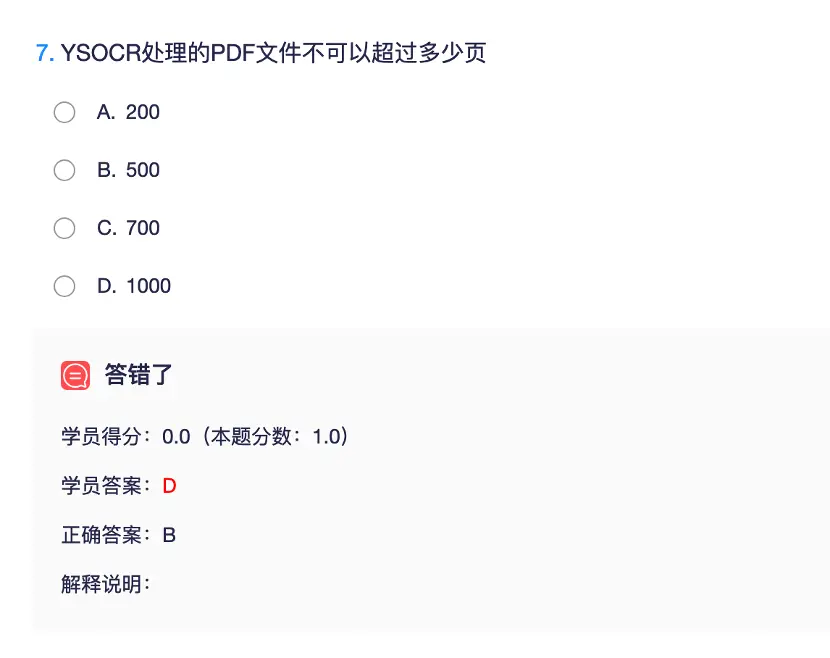 7. YSOCR处理的PDF文件不可以超过多少页
A. 200
B. 500
C. 700
D. 1000
答错了
学员得分：0.0（本题分数：1.0）
学员答案：D
正确答案：B
解释说明：